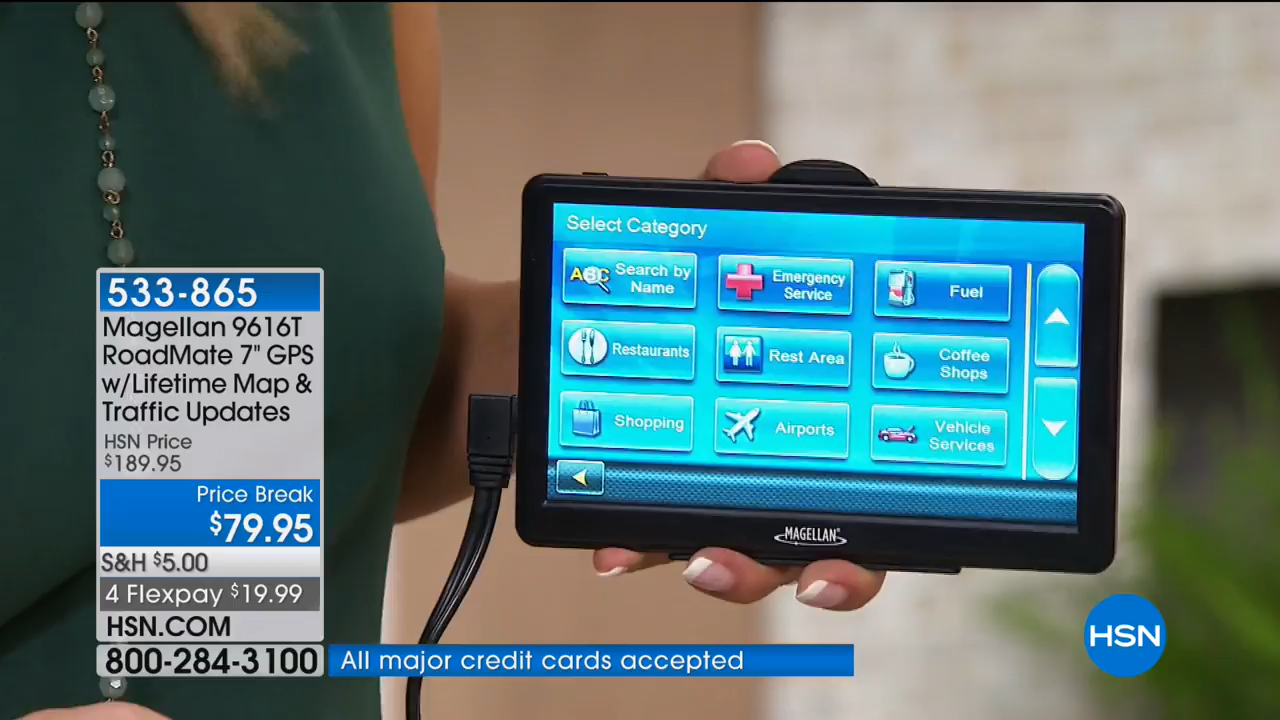 533-865
Magellan 9616T
RoadMate 7" GPS
w/Lifetime Map &
Traffic Updates
HSN Price
$189.95
Price Break
$79.95
S&H $5.00
4 Flexpay $19.99
HSN.COM
800-284-3100
All major credit cards accepted
Select Category
ABC
Search by
Name
Emergency
Service
Fuel
Restaurants
Rest Area
Coffee
Shops
Shopping
Airports
Vehicle
Services
MAGELLAN®
HSN